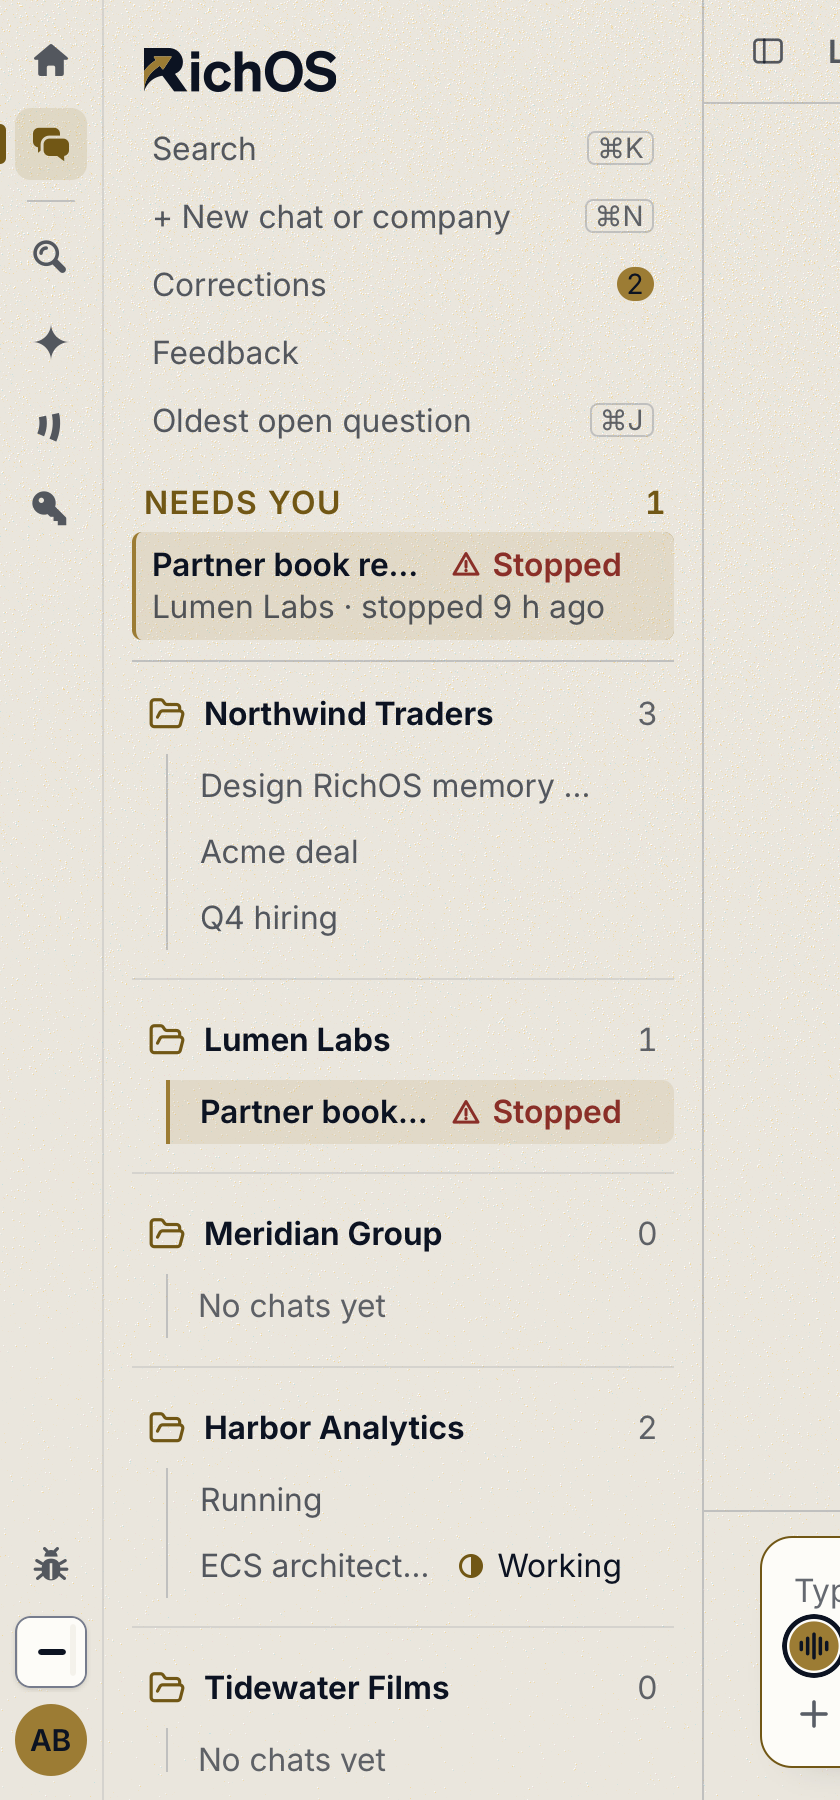 RichOS
Search ⌘K
+ New chat or company ⌘N
Corrections 2
Feedback
Oldest open question ⌘J
NEEDS YOU 1
Partner book re... Stopped
Lumen Labs · stopped 9 h ago
Northwind Traders 3
Design RichOS memory ...
Acme deal
Q4 hiring
Lumen Labs 1
Partner book... Stopped
Meridian Group 0
No chats yet
Harbor Analytics 2
Running
ECS architect... Working
Typ
Tidewater Films 0
AB
No chats yet